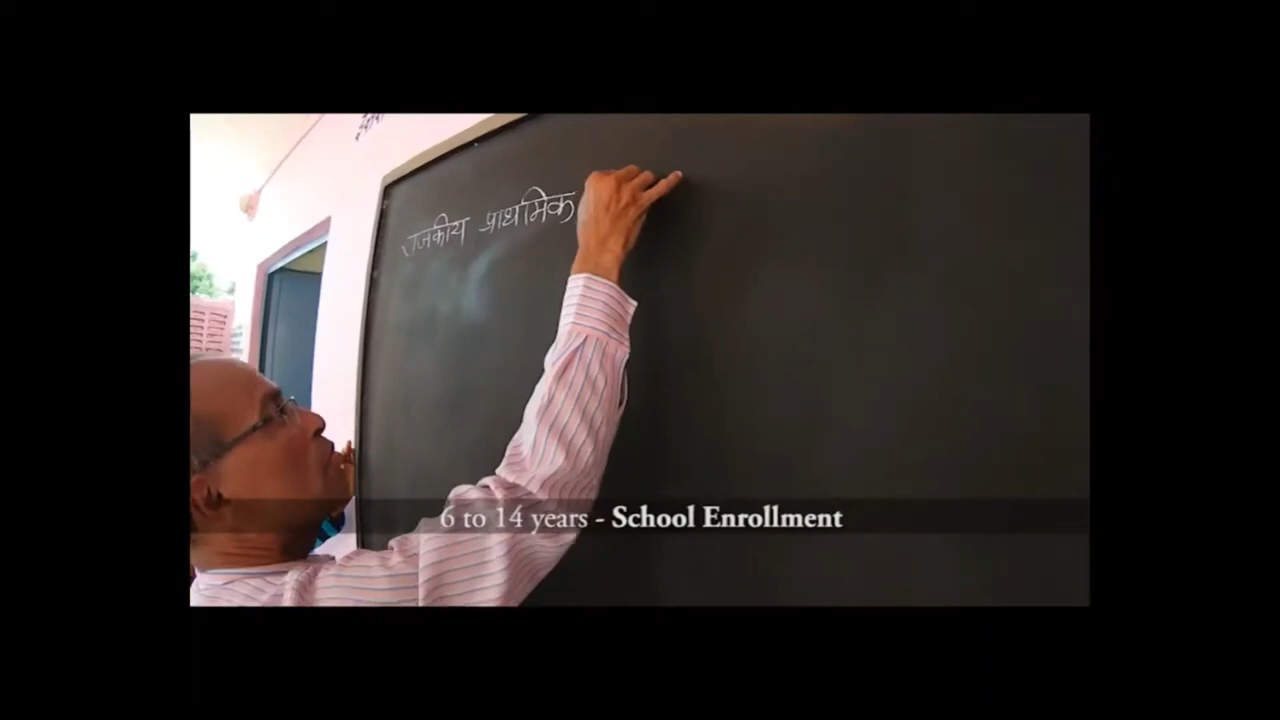 राजकीय प्राथमिक
6 to 14 years - School Enrollment